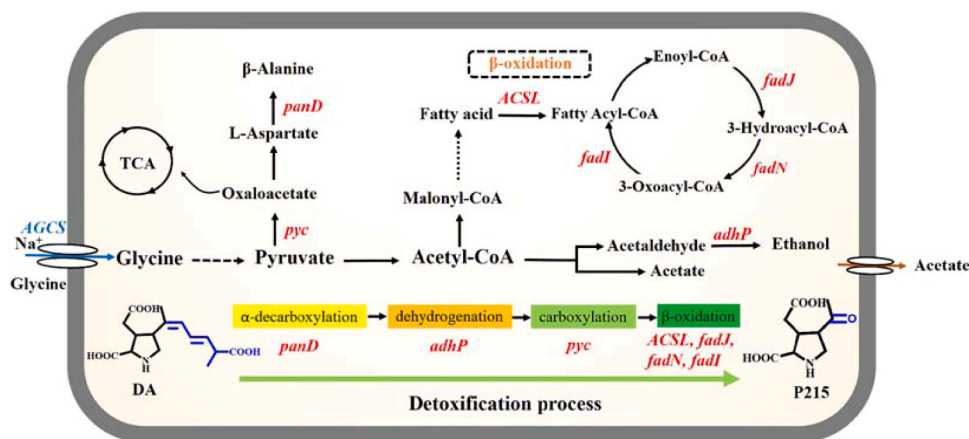 β-oxidation
Enoyl-CoA
β-Alanine
fadJ
panD
ACSL
Fatty acid
Fatty Acyl-CoA
L-Aspartate
3-Hydroacyl-CoA
TCA
fadI
fadN
Oxaloacetate
Malonyl-CoA
3-Oxoacyl-CoA
AGCS
pyc
Na+
Acetaldehyde
adhP
Ethanol
Glycine
Pyruvate
Acetyl-CoA
Glycine
Acetate
Acetate
COOH
COOH
α-decarboxylation
dehydrogenation
carboxylation
β-oxidation
O
COOH
panD
adhP
pyc
ACSL, fadJ,
fadN, fadI
HOOC
N
H
HOOC
N
H
DA
P215
Detoxification process